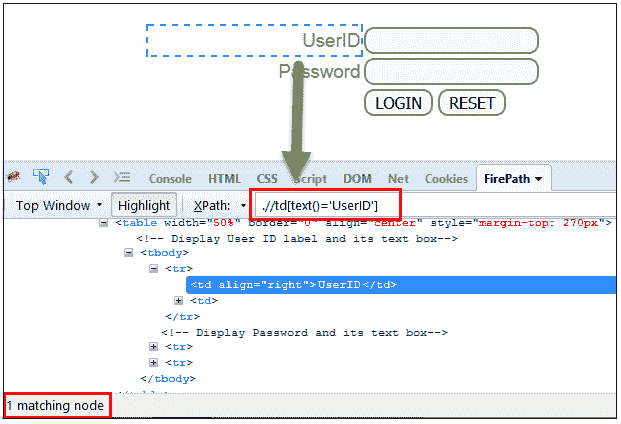 UserID
Password
LOGIN RESET
Console HTML CSS Script DOM Net Cookies FirePath
Top Window Highlight XPath: .//td[text()='UserID']
<table width="50%" border="0" align="center" style="margin-top: 270px">
<!-- Display User ID label and its text box-->
<tbody>
<tr>
<td align="right">UserID</td>
<td>
</tr>
<!-- Display Password and its text box-->
<tr>
<tr>
</tbody>
1 matching node